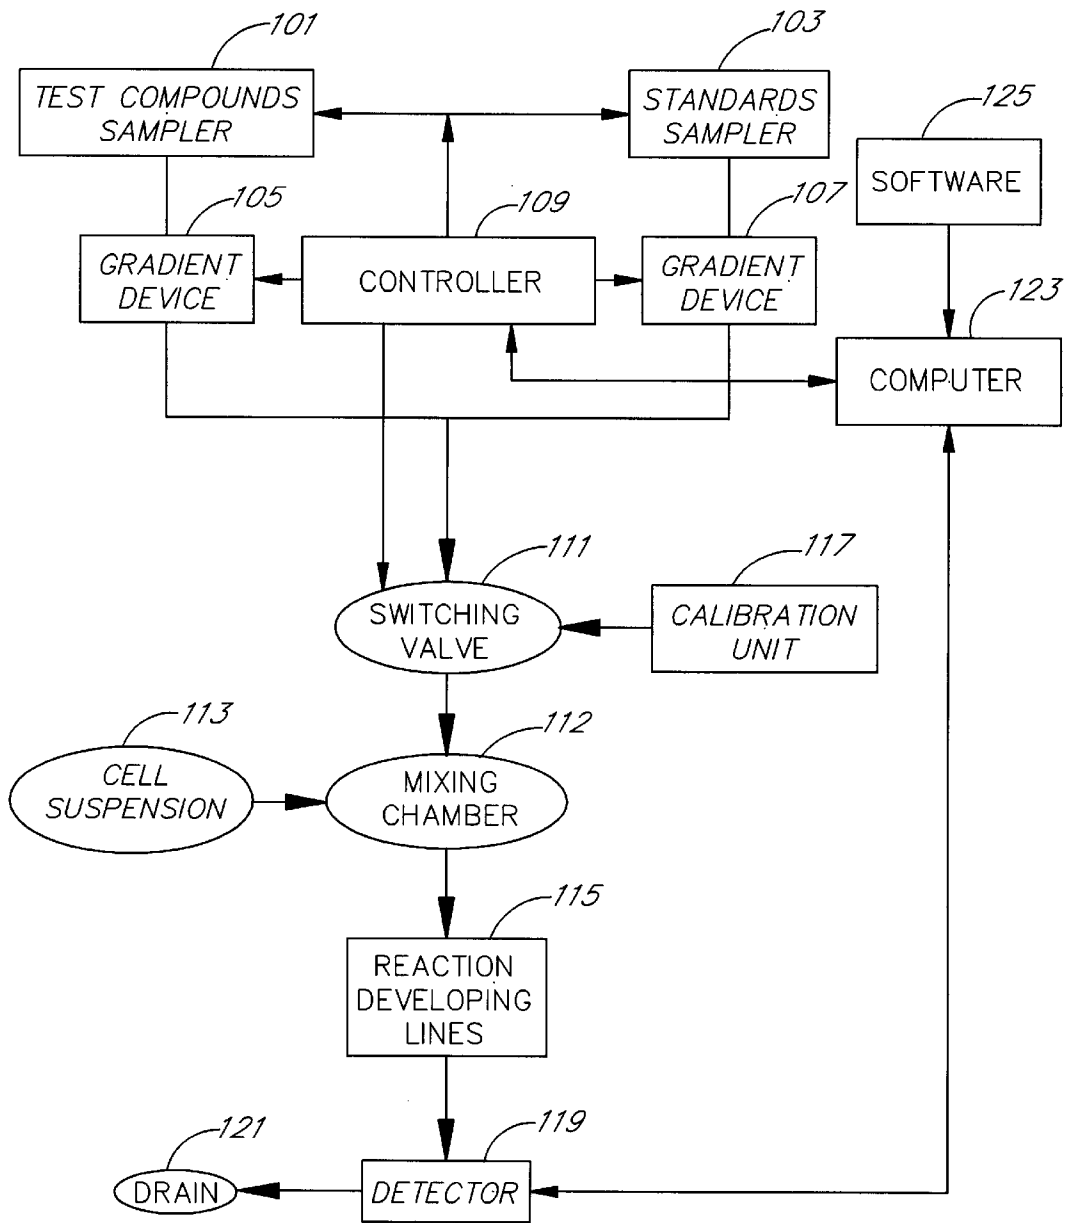 101
TEST COMPOUNDS
SAMPLER
103
STANDARDS
SAMPLER
125
SOFTWARE
105
GRADIENT
DEVICE
109
CONTROLLER
107
GRADIENT
DEVICE
123
COMPUTER
111
SWITCHING
VALVE
117
CALIBRATION
UNIT
113
CELL
SUSPENSION
112
MIXING
CHAMBER
115
REACTION
DEVELOPING
LINES
121
DRAIN
119
DETECTOR